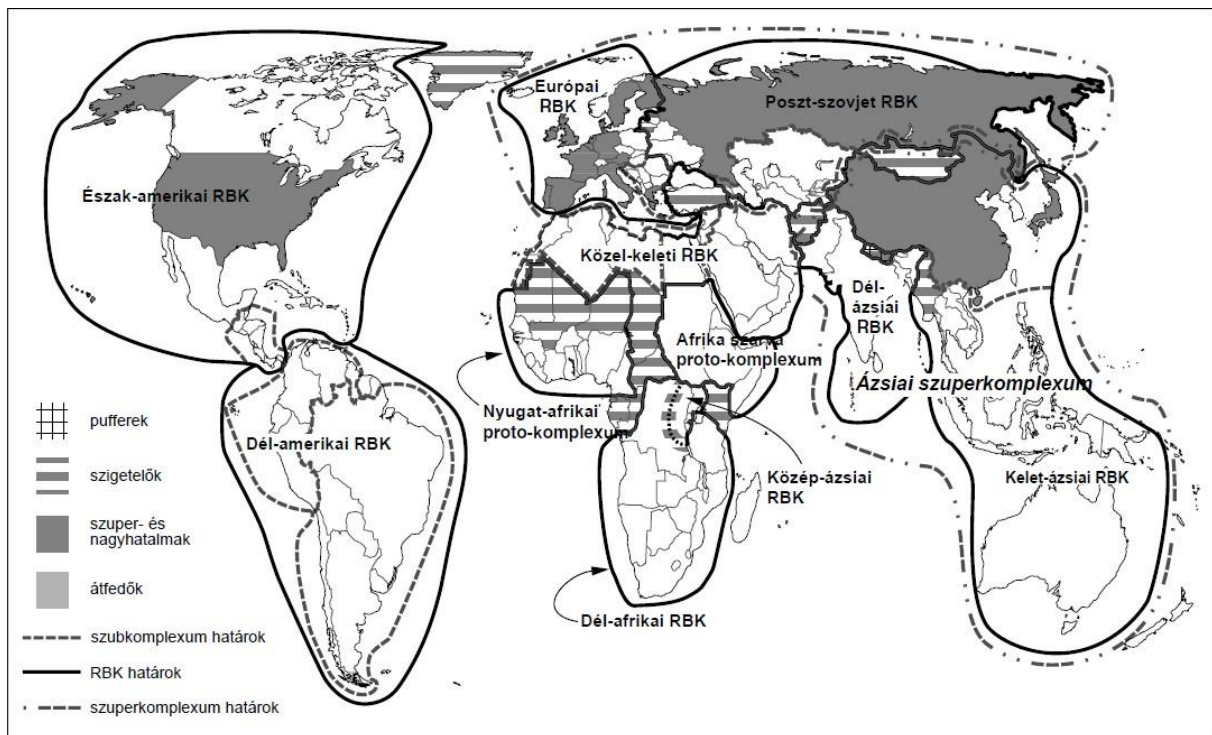 Európai
RBK
Poszt-szovjet RBK
Észak-amerikai RBK
Közel-keleti RBK
Dél-
ázsiai
RBK
Afrika szarva
proto-komplexum
Ázsiai szuperkomplexum
Nyugat-afrikai
proto-komplexum
Dél-amerikai RBK
Közép-ázsiai
RBK
Kelet-ázsiai RBK
Dél-afrikai RBK
pufferek
szigetelők
szuper- és
nagyhatalmak
átfedők
szubkomplexum határok
RBK határok
szuperkomplexum határok